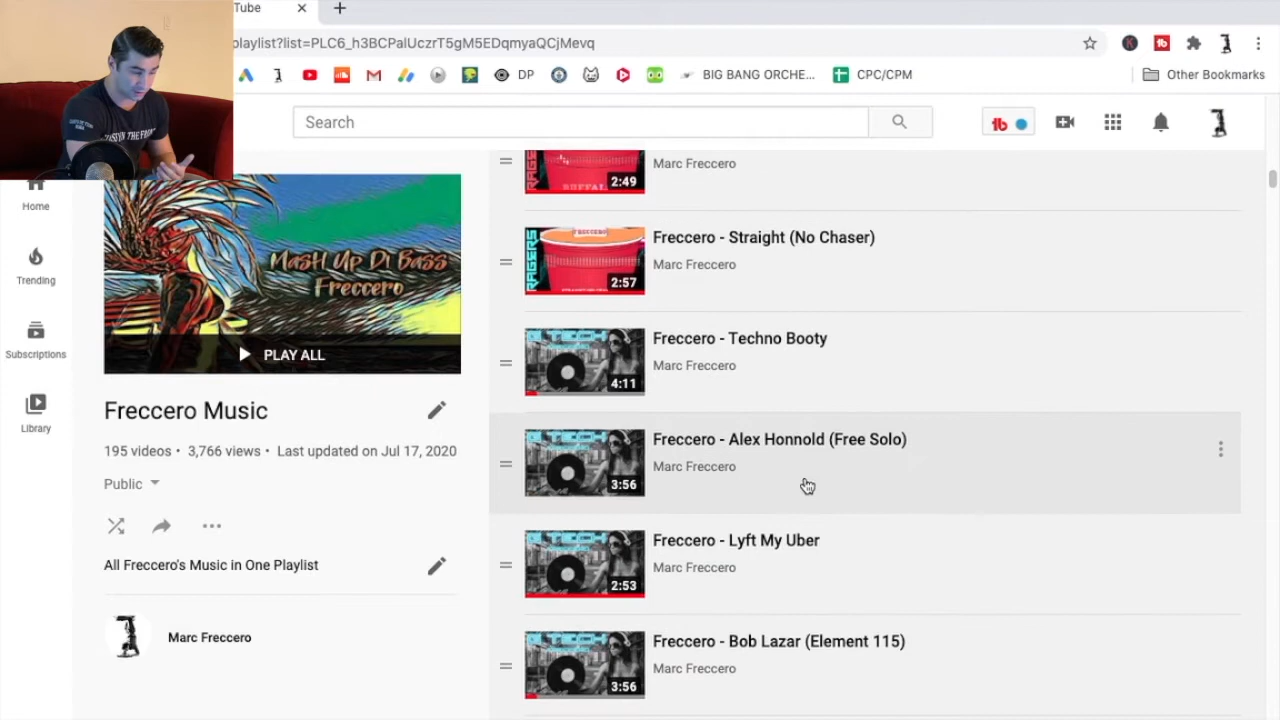 Tube
playlist?list=PLC6_h3BCPalUczrT5gM5EDqmyaQCjMevq
DP
BIG BANG ORCHE...
CPC/CPM
Other Bookmarks
Search
Home
Trending
Subscriptions
Library
Mash Up Di Bass
Freccero
PLAY ALL
Freccero Music
195 videos • 3,766 views • Last updated on Jul 17, 2020
Public
All Freccero's Music in One Playlist
Marc Freccero
2:49
Marc Freccero
RAGERS
2:57
Freccero - Straight (No Chaser)
Marc Freccero
4:11
Freccero - Techno Booty
Marc Freccero
3:56
Freccero - Alex Honnold (Free Solo)
Marc Freccero
2:53
Freccero - Lyft My Uber
Marc Freccero
3:56
Freccero - Bob Lazar (Element 115)
Marc Freccero